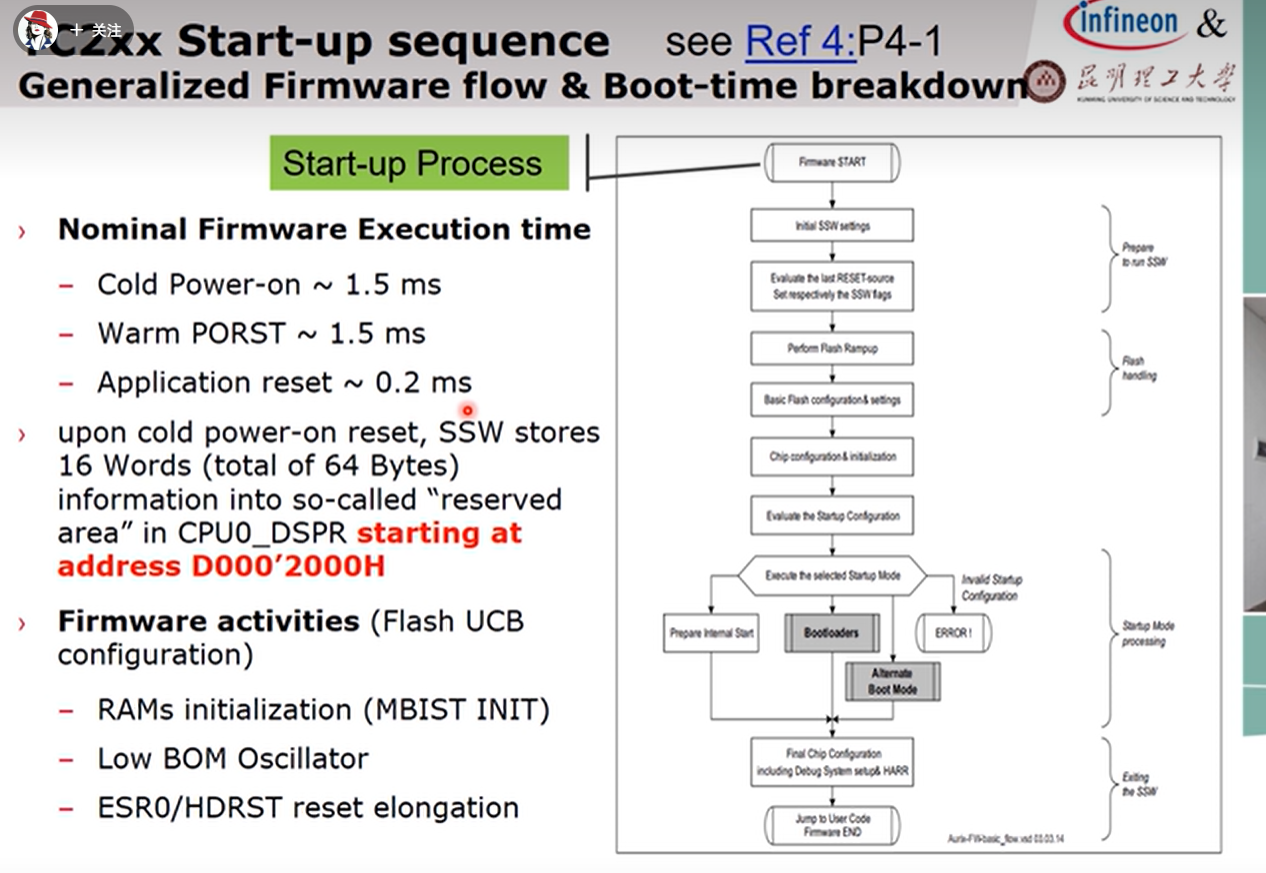 + 关注
C2xx Start-up sequence see Ref 4:P4-1
Generalized Firmware flow & Boot-time breakdown
infineon &
昆明理工大学
KUNMING UNIVERSITY OF SCIENCE AND TECHNOLOGY
Start-up Process
› Nominal Firmware Execution time
– Cold Power-on ~ 1.5 ms
– Warm PORST ~ 1.5 ms
– Application reset ~ 0.2 ms
› upon cold power-on reset, SSW stores
16 Words (total of 64 Bytes)
information into so-called “reserved
area” in CPU0_DSPR starting at
address D000’2000H
› Firmware activities (Flash UCB
configuration)
– RAMs initialization (MBIST INIT)
– Low BOM Oscillator
– ESR0/HDRST reset elongation
Firmware START
Initial SSW settings
Evaluate the last RESET-source
Set respectively the SSW flags
Prepare
to run SSW
Perform Flash Rampup
Basic Flash configuration & settings
Flash
handling
Chip configuration & initialization
Evaluate the Startup Configuration
Execute the selected Startup Mode
Invalid Startup
Configuration
Prepare Internal Start
Bootloaders
ERROR !
Alternate
Boot Mode
Startup Mode
processing
Final Chip Configuration
including Debug System setup& HARR
Exiting
the SSW
Jump to User Code
Firmware END
Aurix-FW-basic_flow.vsd 03.03.14